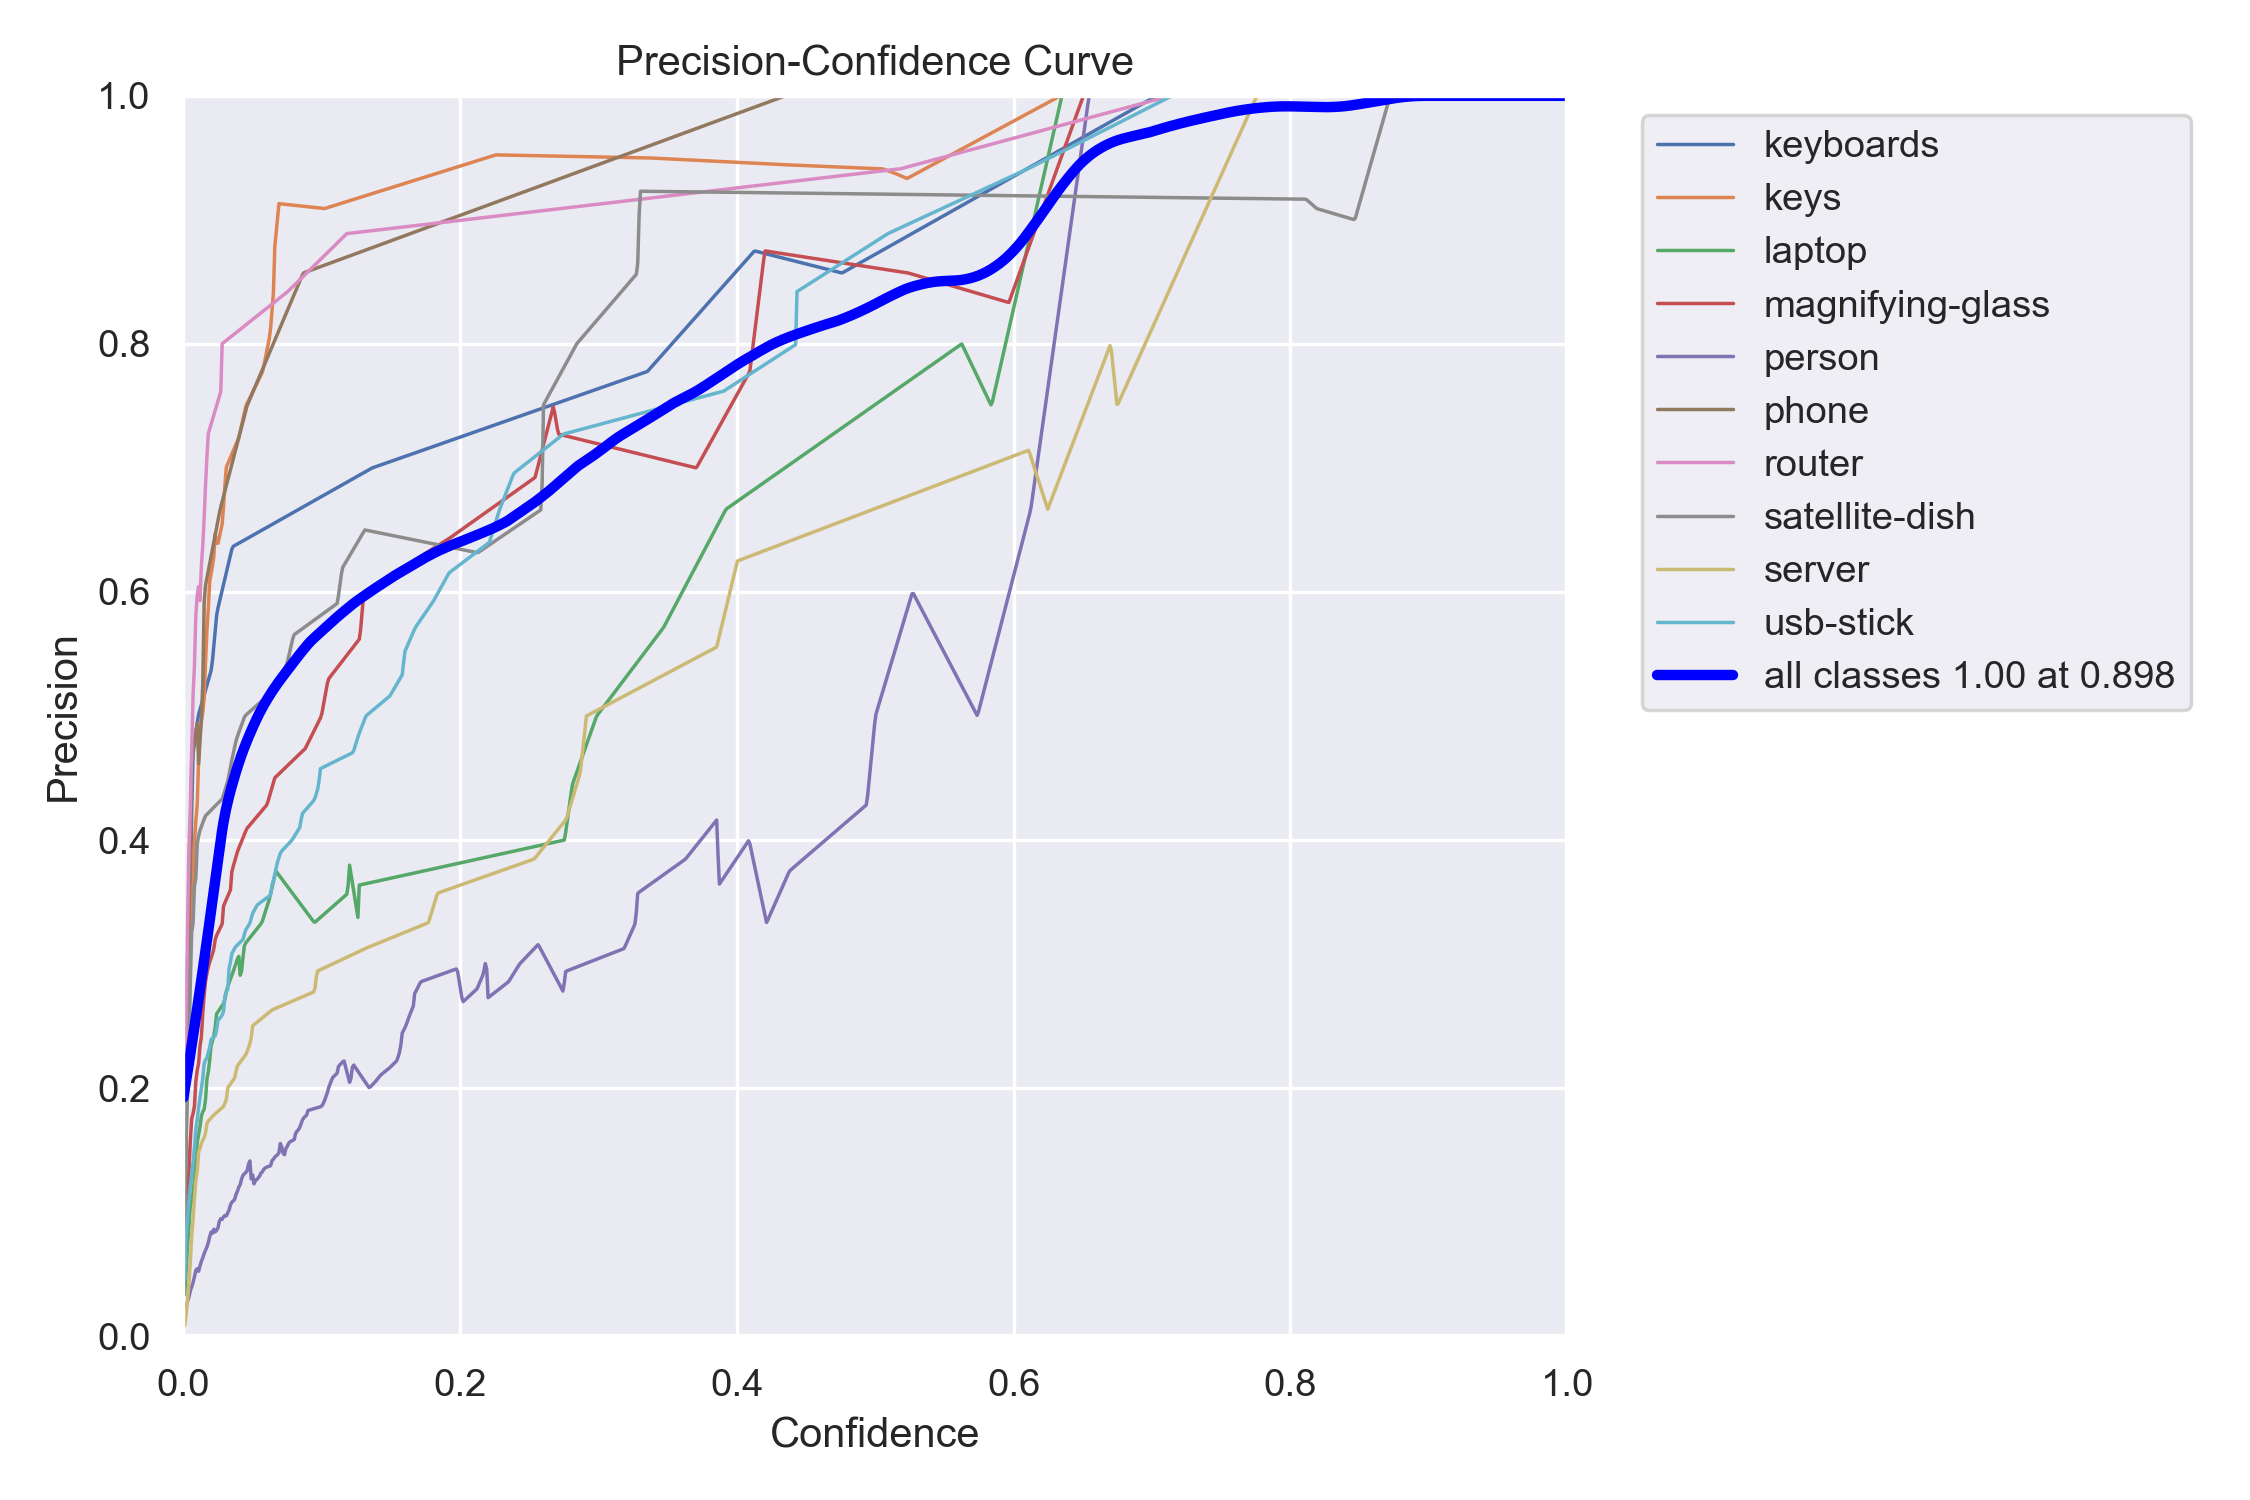 Precision-Confidence Curve
1.0
0.8
0.6
0.4
0.2
0.0
Precision
0.0 0.2 0.4 0.6 0.8 1.0
Confidence
keyboards
keys
laptop
magnifying-glass
person
phone
router
satellite-dish
server
usb-stick
all classes 1.00 at 0.898